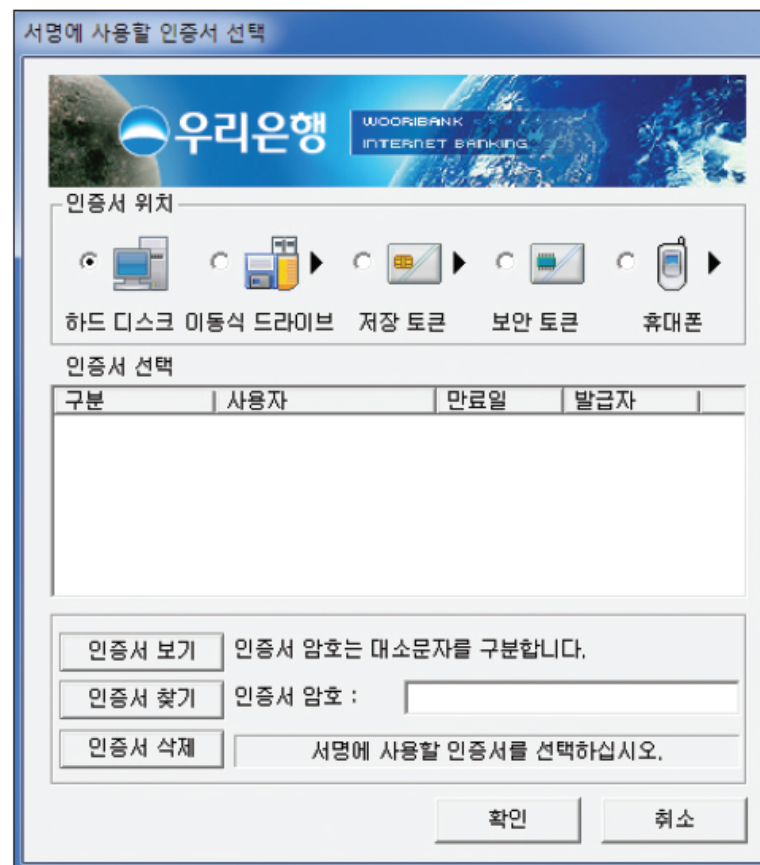 서명에 사용할 인증서 선택
우리은행
WOORIBANK
INTERNET BANKING
인증서 위치
하드 디스크 이동식 드라이브 저장 토큰 보안 토큰 휴대폰
인증서 선택
구분 사용자 만료일 발급자
인증서 보기 인증서 암호는 대소문자를 구분합니다.
인증서 찾기 인증서 암호 :
인증서 삭제 서명에 사용할 인증서를 선택하십시오.
확인 취소